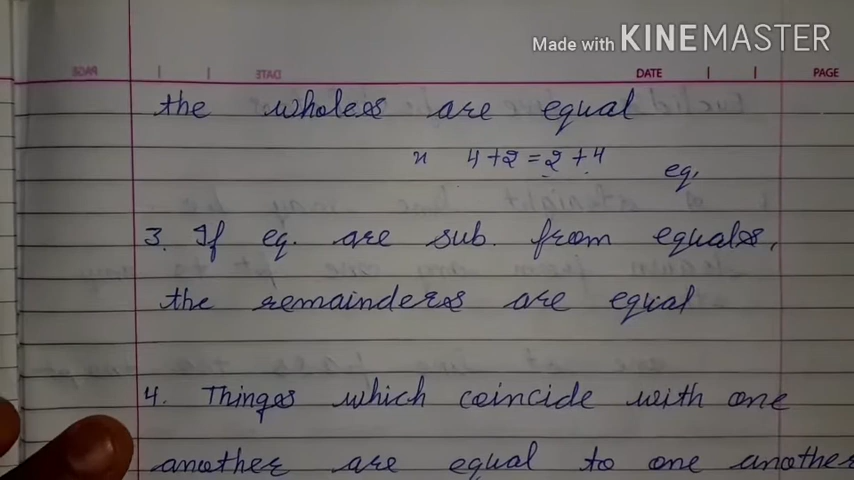 Made with KINEMASTER
DATE PAGE
the wholes are equal
x 4+2=2+4 eq.
3. If eq. are sub. from equals,
the remainders are equal
4. Things which coincide with one
another are equal to one another